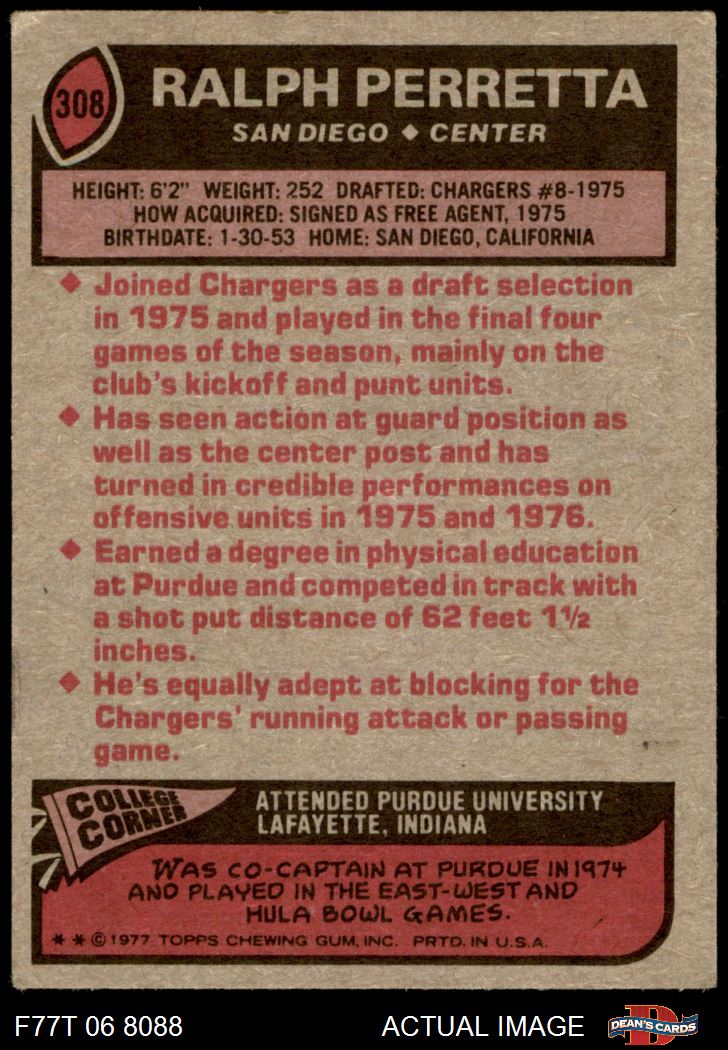 308
RALPH PERRETTA
SAN DIEGO ◆ CENTER
HEIGHT: 6'2" WEIGHT: 252 DRAFTED: CHARGERS #8-1975
HOW ACQUIRED: SIGNED AS FREE AGENT, 1975
BIRTHDATE: 1-30-53 HOME: SAN DIEGO, CALIFORNIA
◆ Joined Chargers as a draft selection
in 1975 and played in the final four
games of the season, mainly on the
club's kickoff and punt units.
◆ Has seen action at guard position as
well as the center post and has
turned in credible performances on
offensive units in 1975 and 1976.
◆ Earned a degree in physical education
at Purdue and competed in track with
a shot put distance of 62 feet 1½
inches.
◆ He's equally adept at blocking for the
Chargers' running attack or passing
game.
COLLEGE
CORNER
ATTENDED PURDUE UNIVERSITY
LAFAYETTE, INDIANA
WAS CO-CAPTAIN AT PURDUE IN 1974
AND PLAYED IN THE EAST-WEST AND
HULA BOWL GAMES.
* * © 1977 TOPPS CHEWING GUM, INC. PRTD. IN U.S.A.
F77T 06 8088
ACTUAL IMAGE
D
DEAN'S CARDS